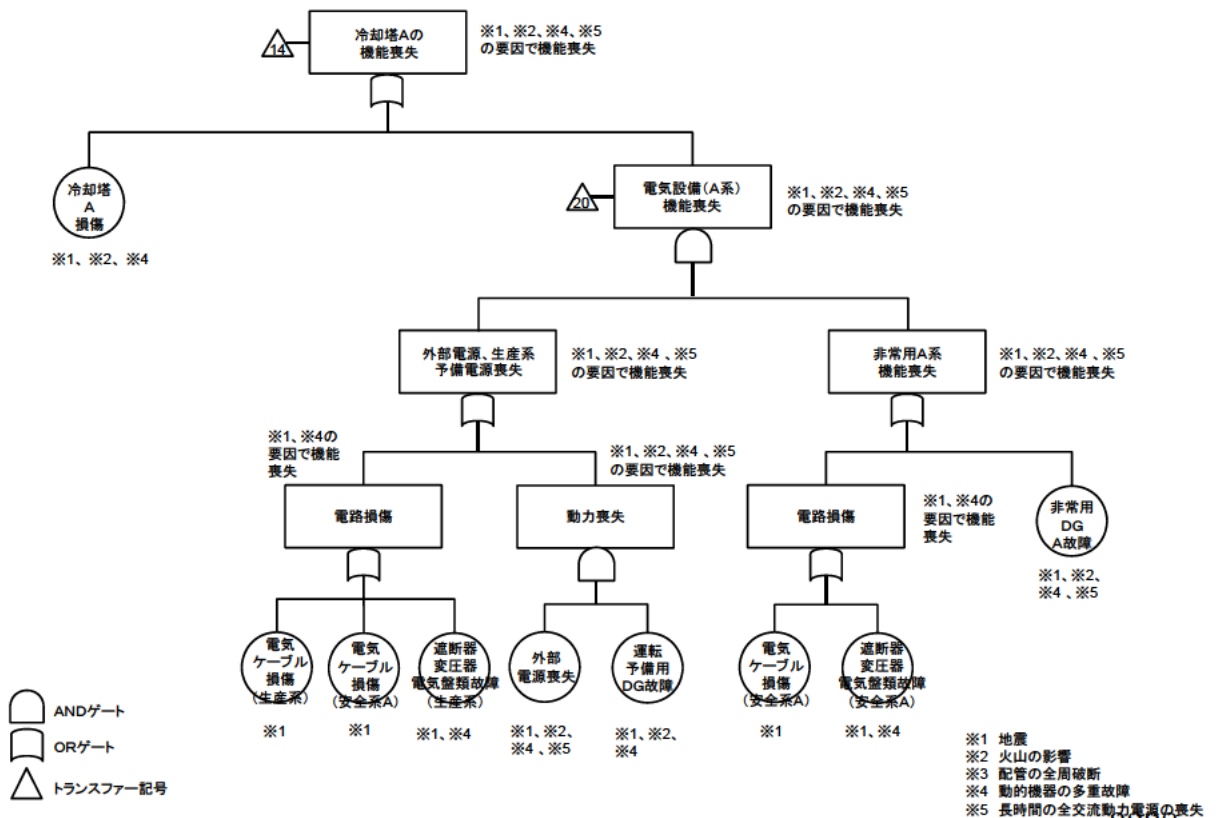 冷却塔Aの
機能喪失
※1、※2、※4、※5
の要因で機能喪失
14
冷却塔
A
損傷
※1、※2、※4
電気設備(A系)
機能喪失
20
※1、※2、※4、※5
の要因で機能喪失
外部電源、生産系
予備電源喪失
※1、※2、※4 、※5
の要因で機能喪失
非常用A系
機能喪失
※1、※2、※4 、※5
の要因で機能喪失
※1、※4の
要因で機能
喪失
電路損傷
※1、※2、※4 、※5
の要因で機能喪失
動力喪失
電路損傷
※1、※4の
要因で機能
喪失
非常用
DG
A故障
※1、※2、
※4 、※5
電気
ケーブル
損傷
(生産系)
※1
電気
ケーブル
損傷
(安全系A)
※1
遮断器
変圧器
電気盤類故障
(生産系)
※1、※4
外部
電源喪失
※1、※2、
※4 、※5
運転
予備用
DG故障
※1、※2、
※4
電気
ケーブル
損傷
(安全系A)
※1
遮断器
変圧器
電気盤類故障
(安全系A)
※1、※4
ANDゲート
ORゲート
トランスファー記号
※1 地震
※2 火山の影響
※3 配管の全周破断
※4 動的機器の多重故障
※5 長時間の全交流動力電源の喪失